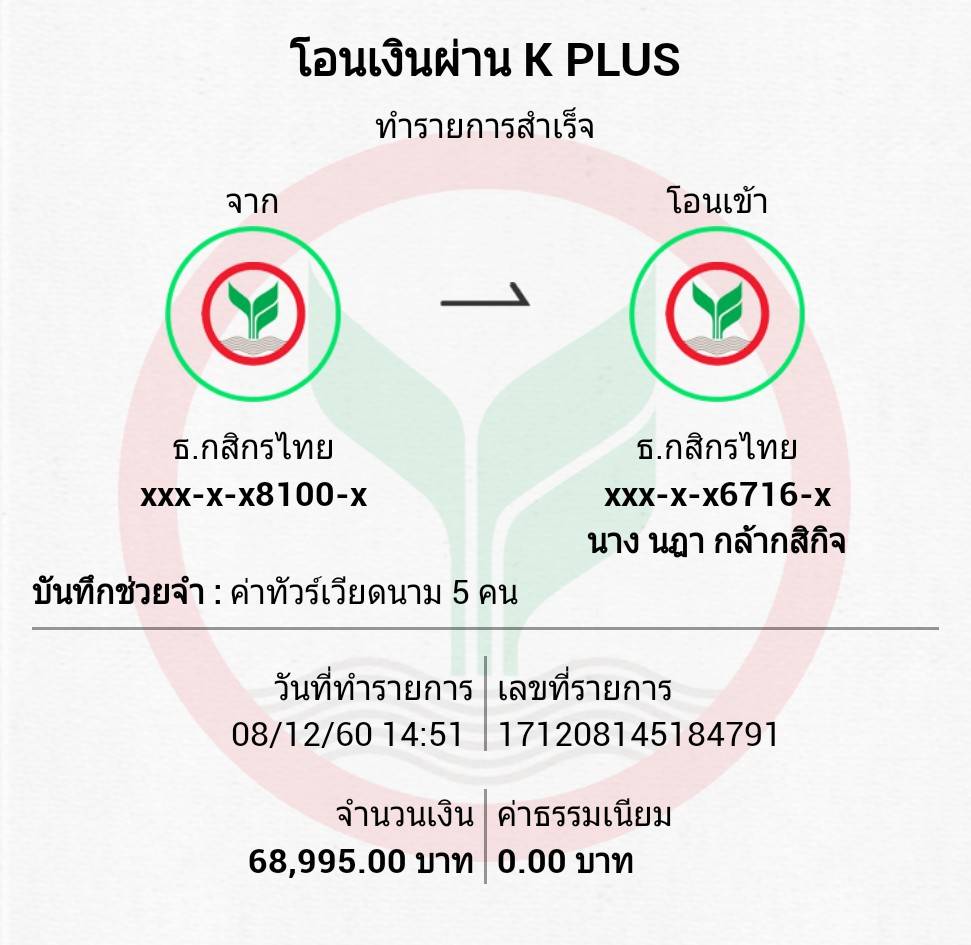 โอนเงินผ่าน K PLUS
ทำรายการสำเร็จ
จาก
โอนเข้า
ธ.กสิกรไทย
xxx-x-x8100-x
ธ.กสิกรไทย
xxx-x-x6716-x
นาง นฎา กล้ากสิกิจ
บันทึกช่วยจำ : ค่าทัวร์เวียดนาม 5 คน
วันที่ทำรายการ
08/12/60 14:51
เลขที่รายการ
171208145184791
จำนวนเงิน
68,995.00 บาท
ค่าธรรมเนียม
0.00 บาท